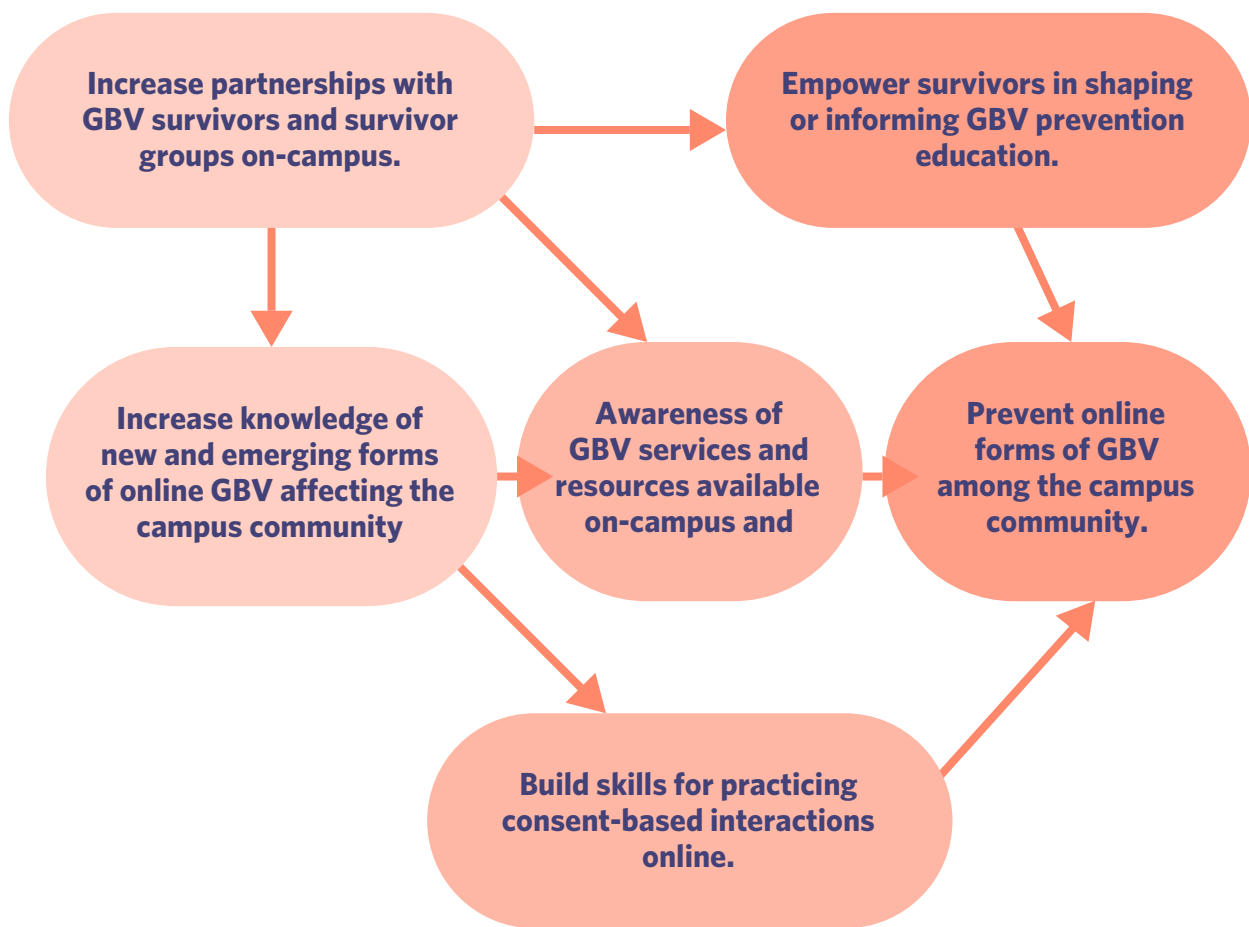 Increase partnerships with
GBV survivors and survivor
groups on-campus.
Empower survivors in shaping
or informing GBV prevention
education.
Increase knowledge of
new and emerging forms
of online GBV affecting the
campus community
Awareness of
GBV services and
resources available
on-campus and
Prevent online
forms of GBV
among the campus
community.
Build skills for practicing
consent-based interactions
online.